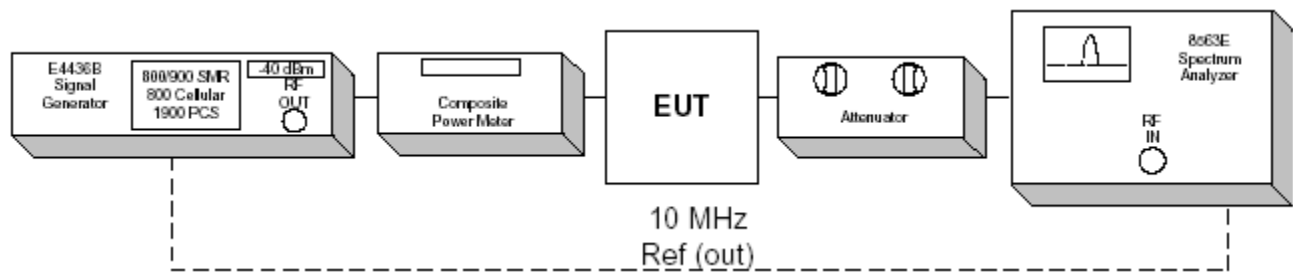 E4436B
Signal
Generator
800/900 SMR
800 Cellular
1900 PCS
-40 dBm
RF
OUT
Composite
Power Meter
EUT
Attenuator
8563E
Spectrum
Analyzer
RF
IN
10 MHz
Ref (out)